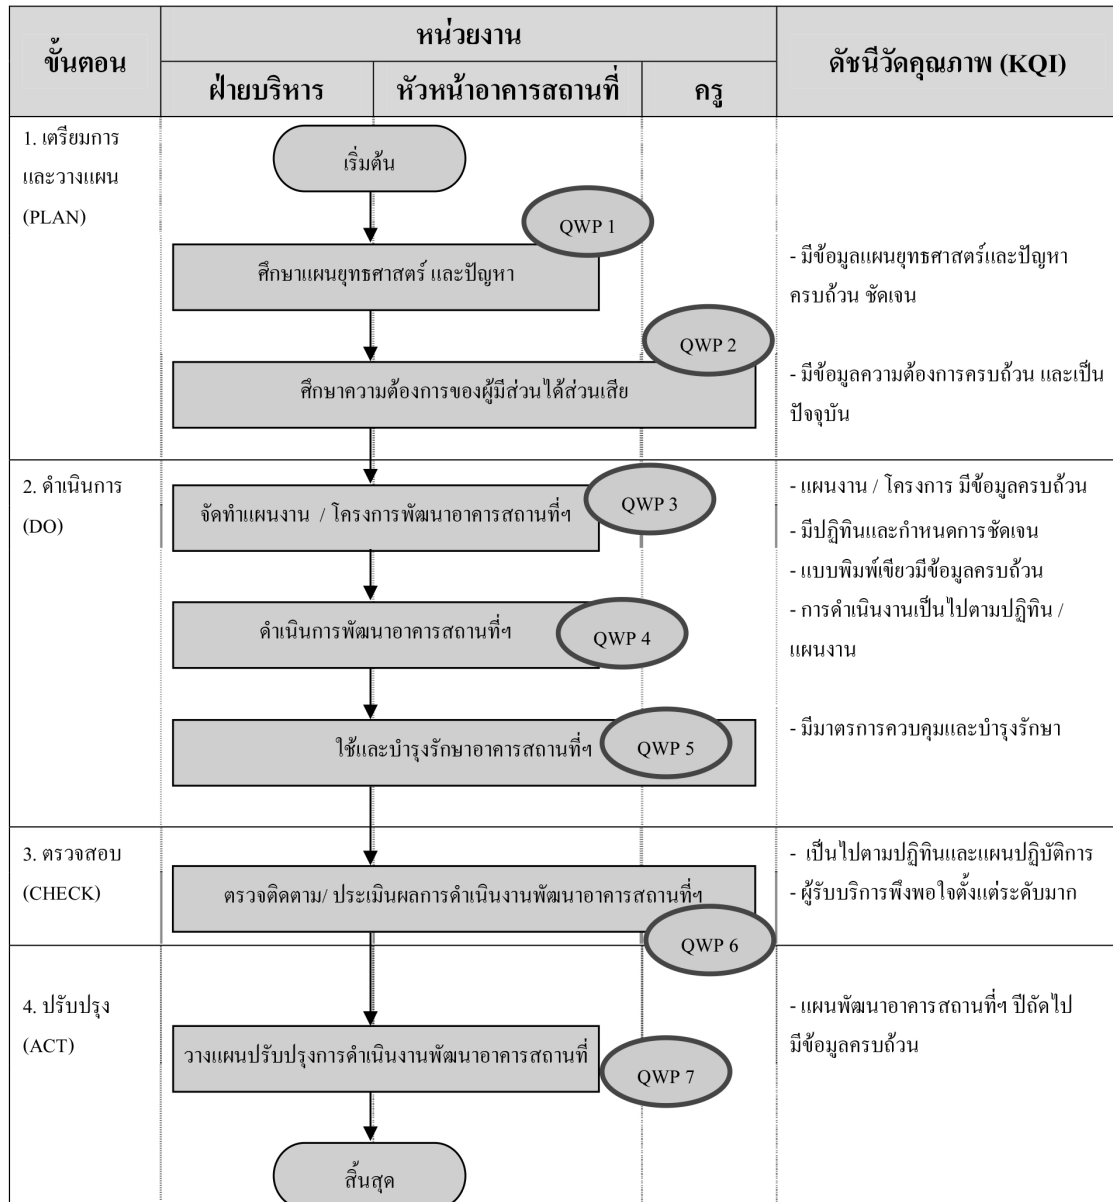 ขั้นตอน
หน่วยงาน
ดัชนีวัดคุณภาพ (KQI)
ฝ่ายบริหาร
หัวหน้าอาคารสถานที่
ครู
1. เตรียมการ
และวางแผน
(PLAN)
เริ่มต้น
QWP 1
ศึกษาแผนยุทธศาสตร์ และปัญหา
- มีข้อมูลแผนยุทธศาสตร์และปัญหา
ครบถ้วน ชัดเจน
QWP 2
ศึกษาความต้องการของผู้มีส่วนได้ส่วนเสีย
- มีข้อมูลความต้องการครบถ้วน และเป็น
ปัจจุบัน
2. ดำเนินการ
(DO)
QWP 3
จัดทำแผนงาน / โครงการพัฒนาอาคารสถานที่ฯ
- แผนงาน / โครงการ มีข้อมูลครบถ้วน
- มีปฏิทินและกำหนดการชัดเจน
- แบบพิมพ์เขียวมีข้อมูลครบถ้วน
- การดำเนินงานเป็นไปตามปฏิทิน /
แผนงาน
ดำเนินการพัฒนาอาคารสถานที่ฯ
QWP 4
ใช้และบำรุงรักษาอาคารสถานที่ฯ
QWP 5
- มีมาตรการควบคุมและบำรุงรักษา
3. ตรวจสอบ
(CHECK)
ตรวจติดตาม/ ประเมินผลการดำเนินงานพัฒนาอาคารสถานที่ฯ
QWP 6
- เป็นไปตามปฏิทินและแผนปฏิบัติการ
- ผู้รับบริการพึงพอใจตั้งแต่ระดับมาก
4. ปรับปรุง
(ACT)
วางแผนปรับปรุงการดำเนินงานพัฒนาอาคารสถานที่
QWP 7
- แผนพัฒนาอาคารสถานที่ฯ ปีถัดไป
มีข้อมูลครบถ้วน
สิ้นสุด